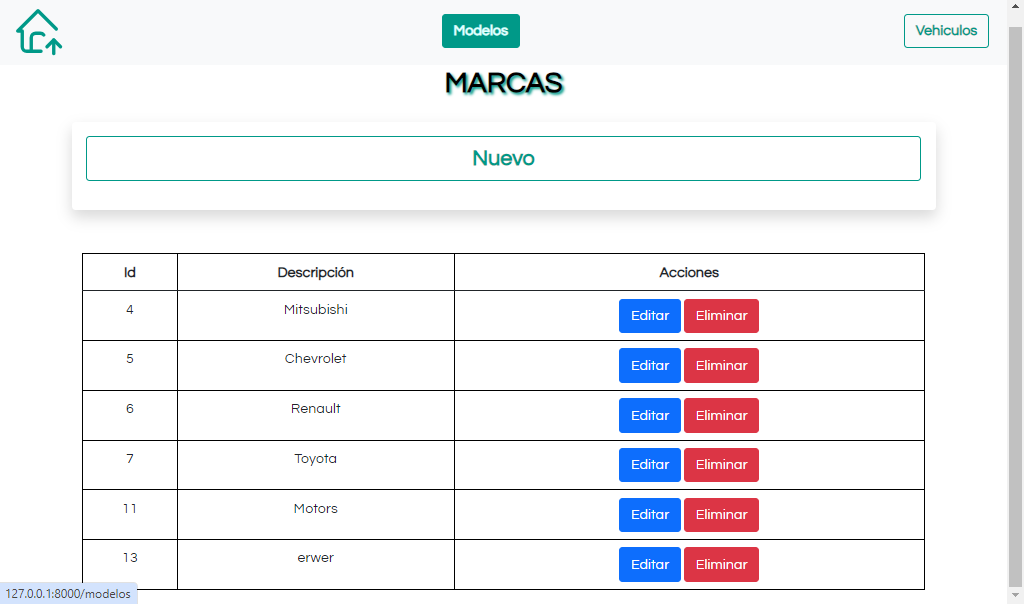 Modelos Vehiculos
MARCAS
Nuevo
Id Descripción Acciones
4 Mitsubishi Editar Eliminar
5 Chevrolet Editar Eliminar
6 Renault Editar Eliminar
7 Toyota Editar Eliminar
11 Motors Editar Eliminar
13 erwer Editar Eliminar
127.0.0.1:8000/modelos